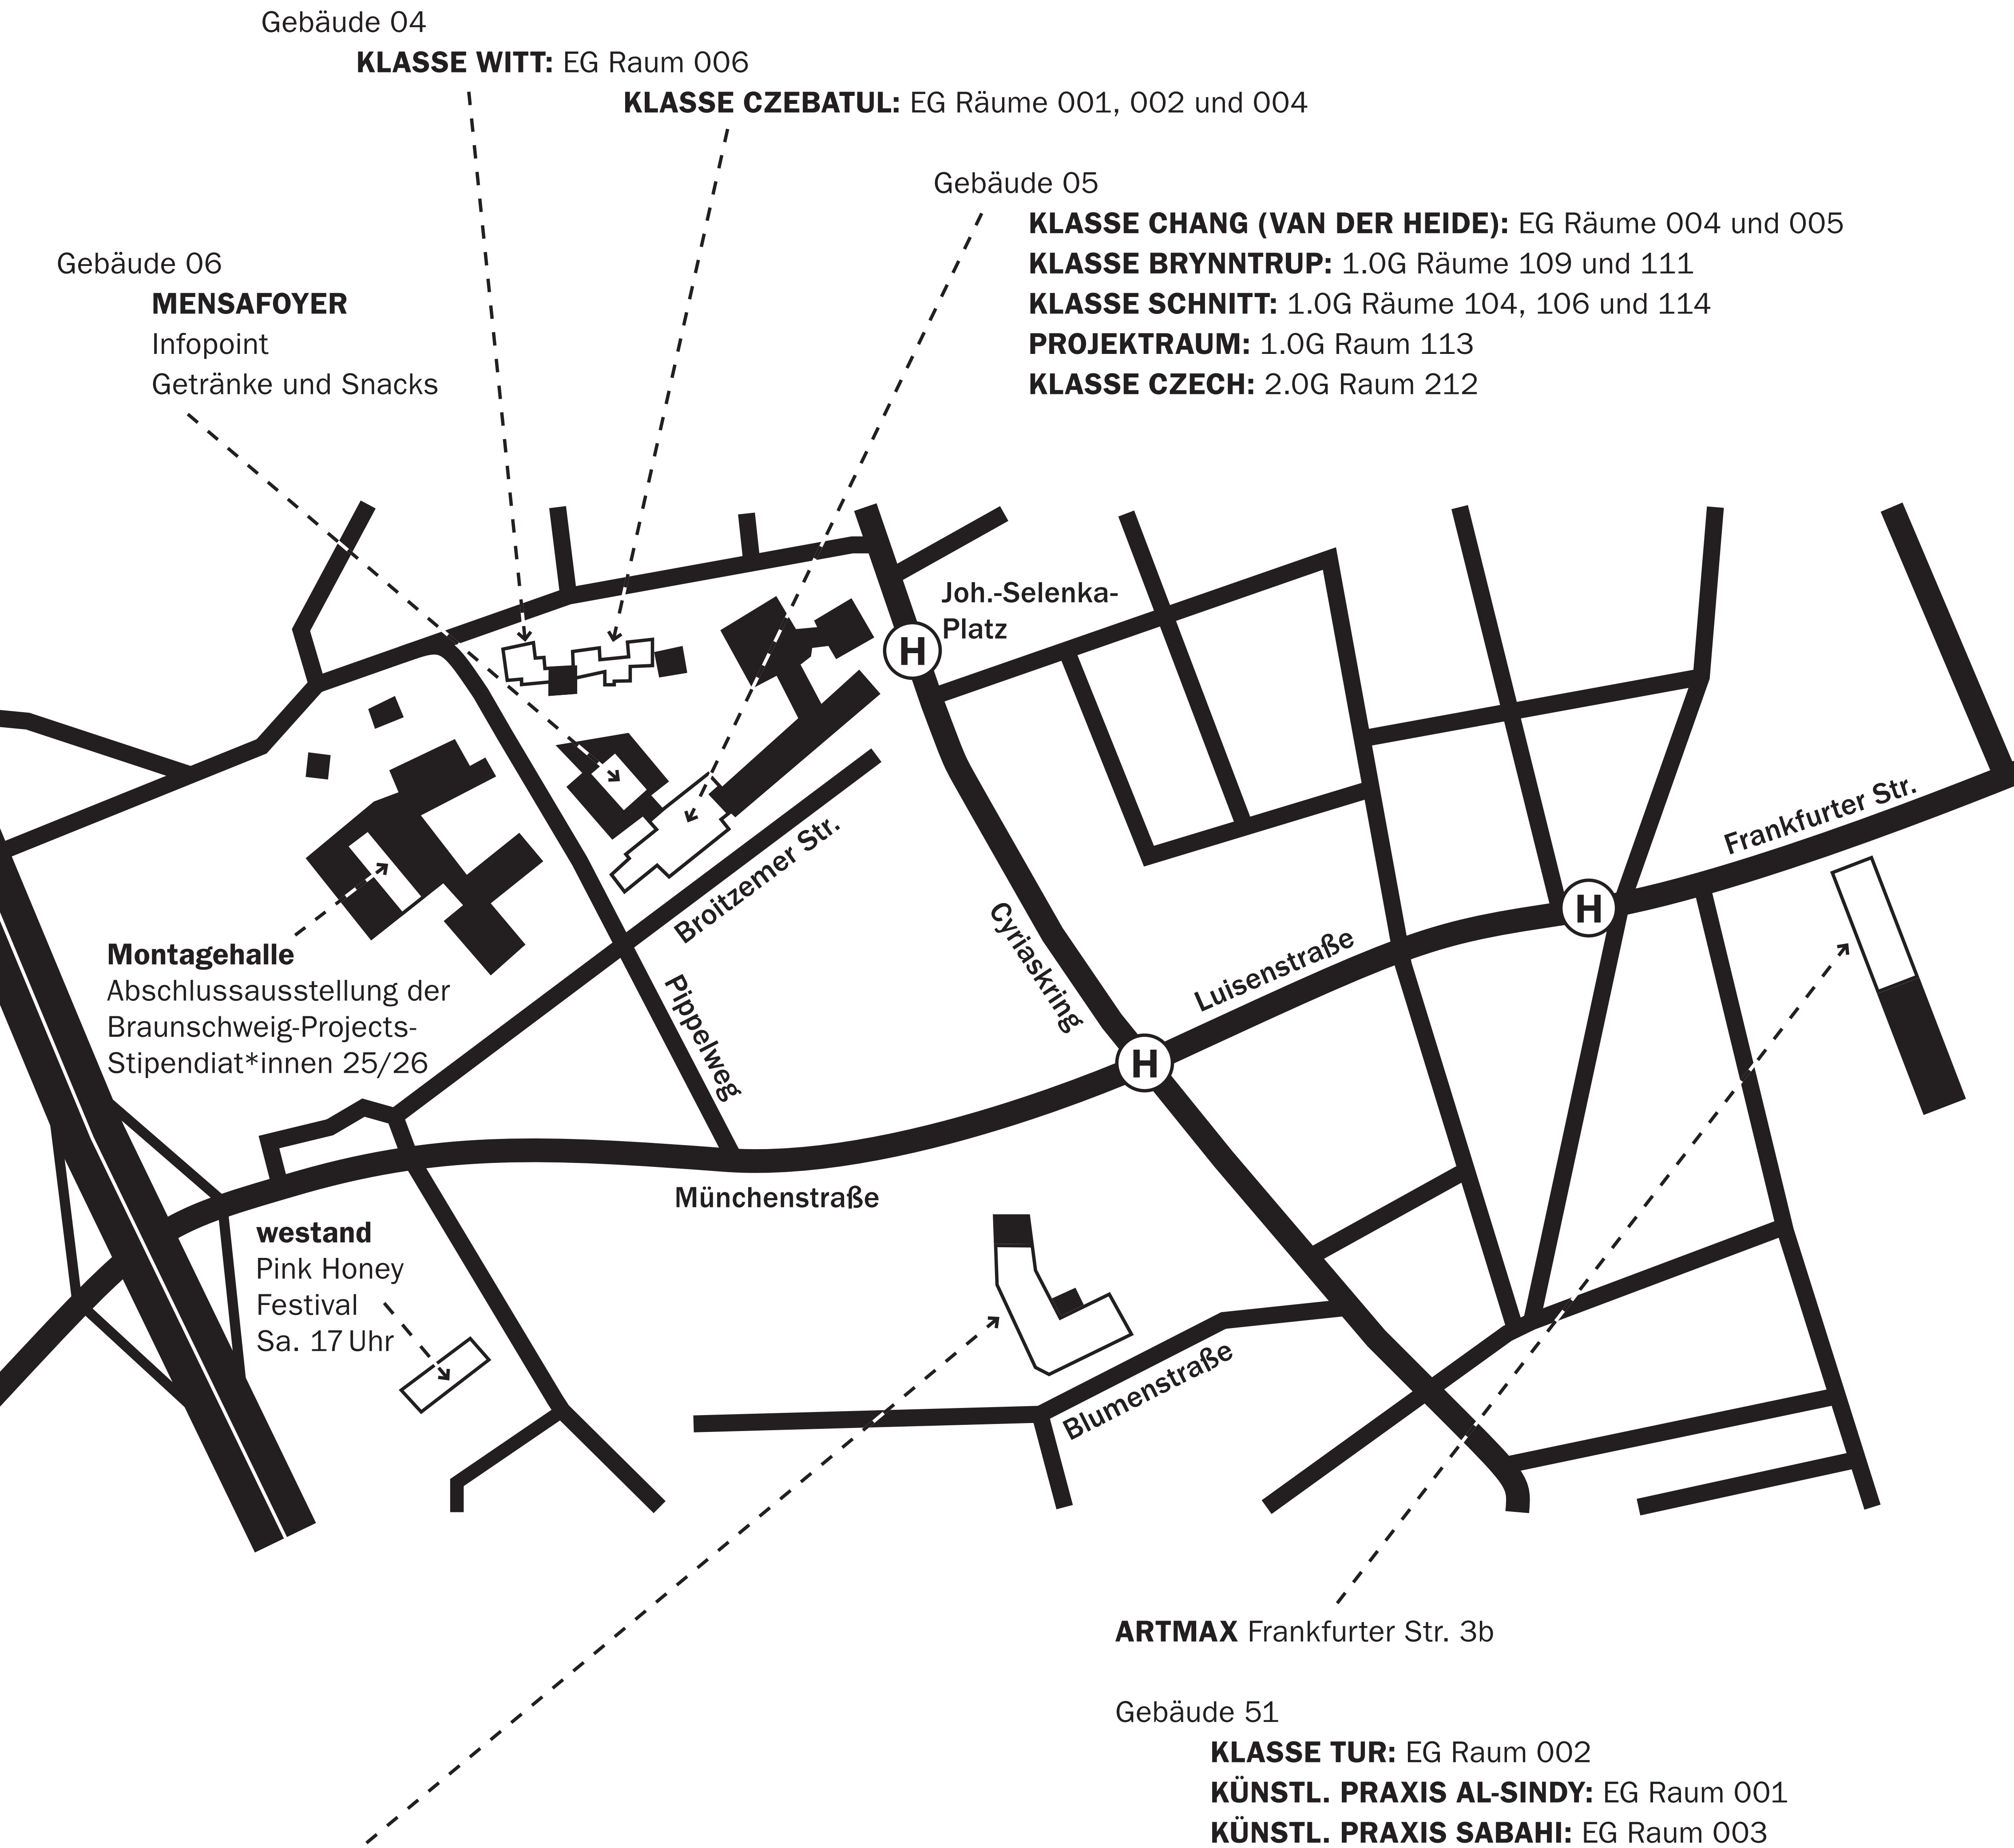 Gebäude 04
KLASSE WITT: EG Raum 006
KLASSE CZEBATUL: EG Räume 001, 002 und 004
Gebäude 05
KLASSE CHANG (VAN DER HEIDE): EG Räume 004 und 005
KLASSE BRYNNTRUP: 1.OG Räume 109 und 111
KLASSE SCHNITT: 1.OG Räume 104, 106 und 114
PROJEKTRAUM: 1.OG Raum 113
KLASSE CZECH: 2.OG Raum 212
Gebäude 06
MENSAFOYER
Infopoint
Getränke und Snacks
Joh.-Selenka-
Platz
H
Broitzemer Str.
Cyriaskring
Pippelweg
Luisenstraße
H
Frankfurter Str.
H
Montagehalle
Abschlussausstellung der
Braunschweig-Projects-
Stipendiat*innen 25/26
Münchenstraße
westand
Pink Honey
Festival
Sa. 17 Uhr
Blumenstraße
ARTMAX Frankfurter Str. 3b
Gebäude 51
KLASSE TUR: EG Raum 002
KÜNSTL. PRAXIS AL-SINDY: EG Raum 001
KÜNSTL. PRAXIS SABAHI: EG Raum 003